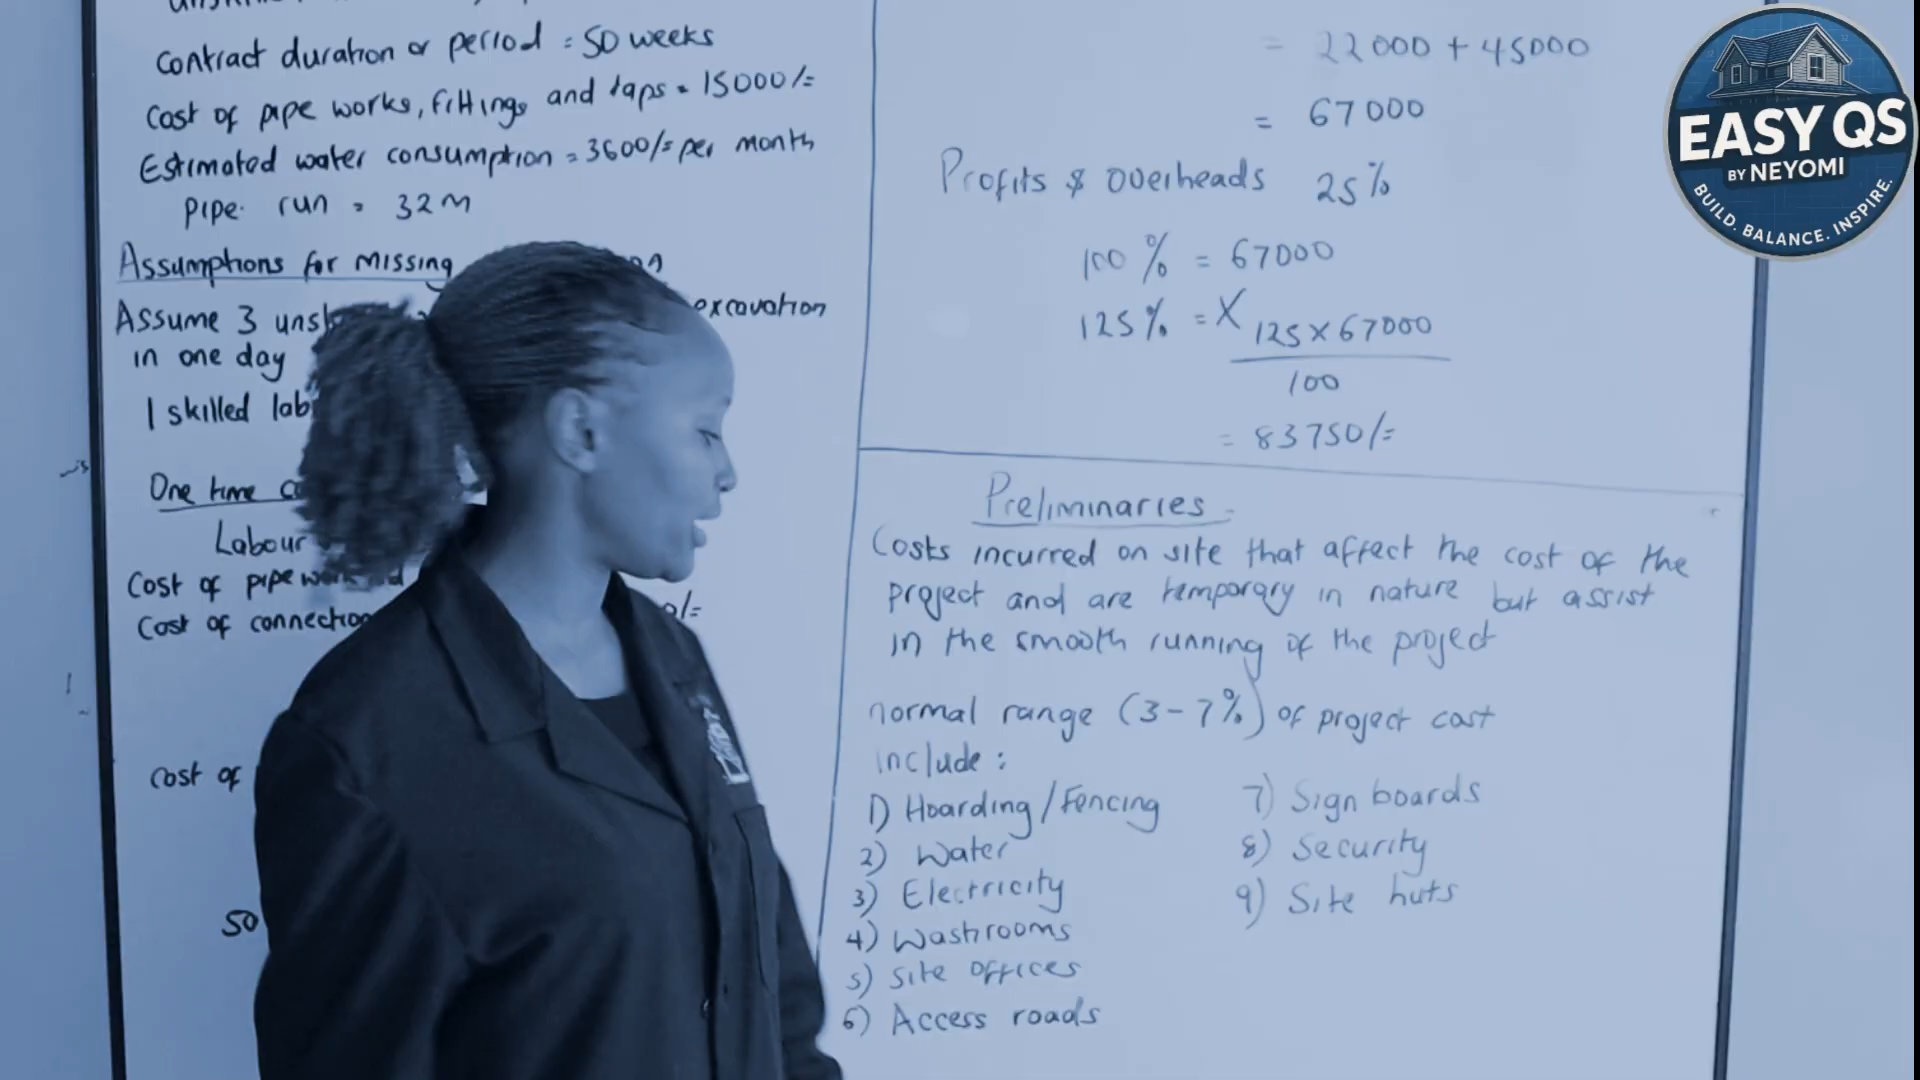 contract duration or period = 50 weeks
Cost of pipe works, fittings and taps = 15000/=
Estimated water consumption = 3600/= per month
pipe run = 32M
Assumptions for missing
Assume 3 excavation
in one day
1 skilled
One time
Labour
Cost of pipe
Cost of connection
Cost of
50
= 22000 + 45000
= 67000
Profits & overheads 25%
100% = 67000
125% = X 125 X 67000
100
= 83750/=
Preliminaries
Costs incurred on site that affect the cost of the
project and are temporary in nature but assist
in the smooth running of the project
normal range (3-7%) of project cost
include:
1) Hoarding/Fencing
2) Water
3) Electricity
4) Washrooms
5) Site offices
6) Access roads
7) Sign boards
8) Security
9) Site huts
EASY QS
BY NEYOMI
BUILD. BALANCE. INSPIRE.